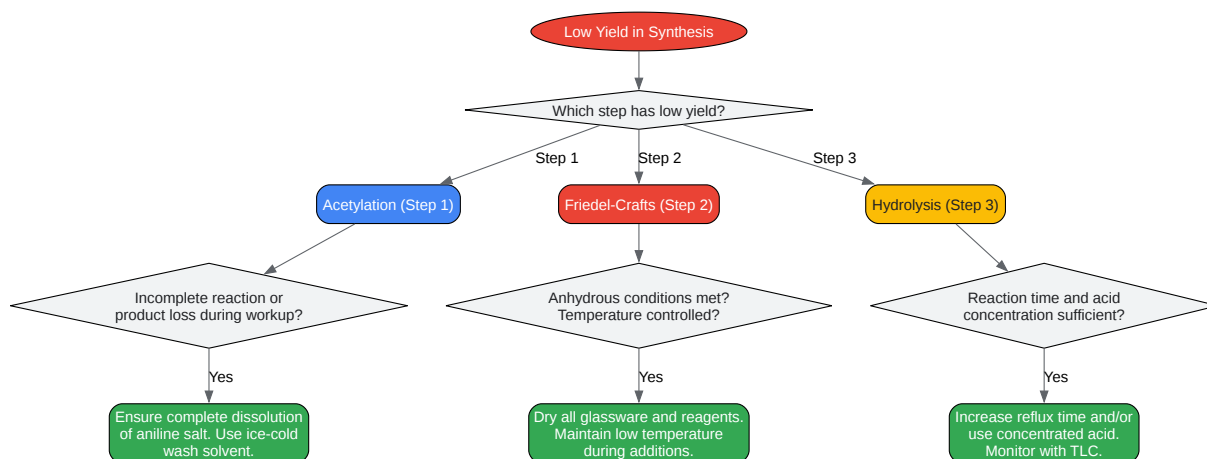 Low Yield in Synthesis
Which step has low yield?
Step 1
Step 2
Step 3
Acetylation (Step 1)
Friedel-Crafts (Step 2)
Hydrolysis (Step 3)
Incomplete reaction or
product loss during workup?
Anhydrous conditions met?
Temperature controlled?
Reaction time and acid
concentration sufficient?
Yes
Yes
Yes
Ensure complete dissolution
of aniline salt. Use ice-cold
wash solvent.
Dry all glassware and reagents.
Maintain low temperature
during additions.
Increase reflux time and/or
use concentrated acid.
Monitor with TLC.